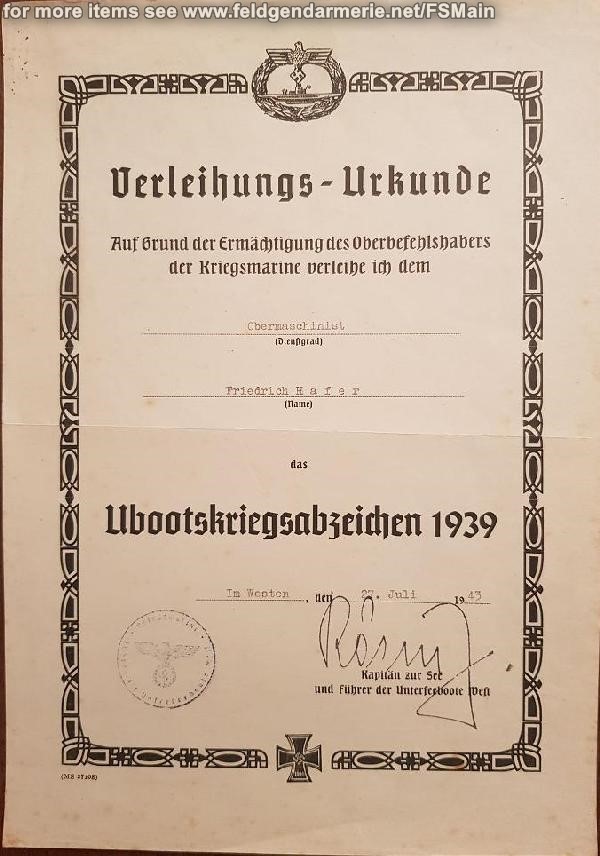 for more items see www.feldgendarmerie.net/FSMain
Verleihungs-Urkunde
Auf Grund der Ermächtigung des Oberbefehlshabers
der Kriegsmarine verleihe ich dem
Obermaschinist
(Dienstgrad)
Friedrich H a f e r
(Name)
das
Ubootskriegsabzeichen 1939
Im Westen, den 27. Juli 1943
Kapitän zur See
und Führer der Unterseeboote West